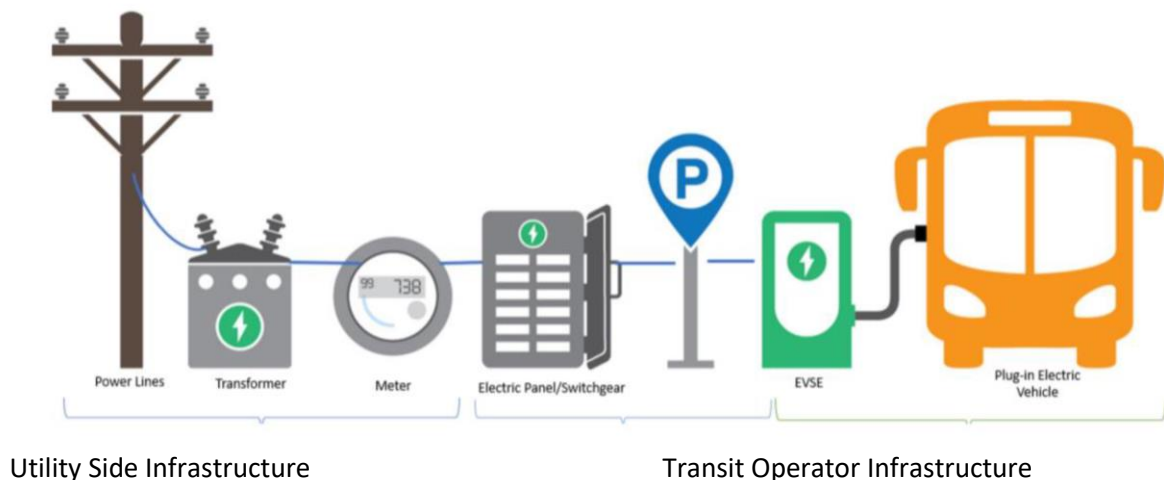 P
99 738
Power Lines
Transformer
Meter
Electric Panel/Switchgear
EVSE
Plug-in Electric
Vehicle
Utility Side Infrastructure
Transit Operator Infrastructure